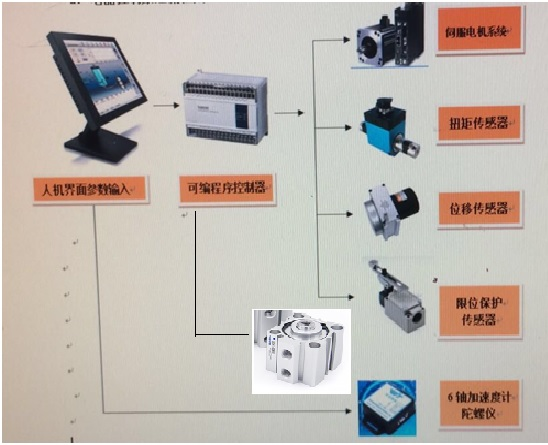 伺服电机系统
扭矩传感器
人机界面参数输入
可编程序控制器
位移传感器
限位保护
传感器
6轴加速度计
陀螺仪